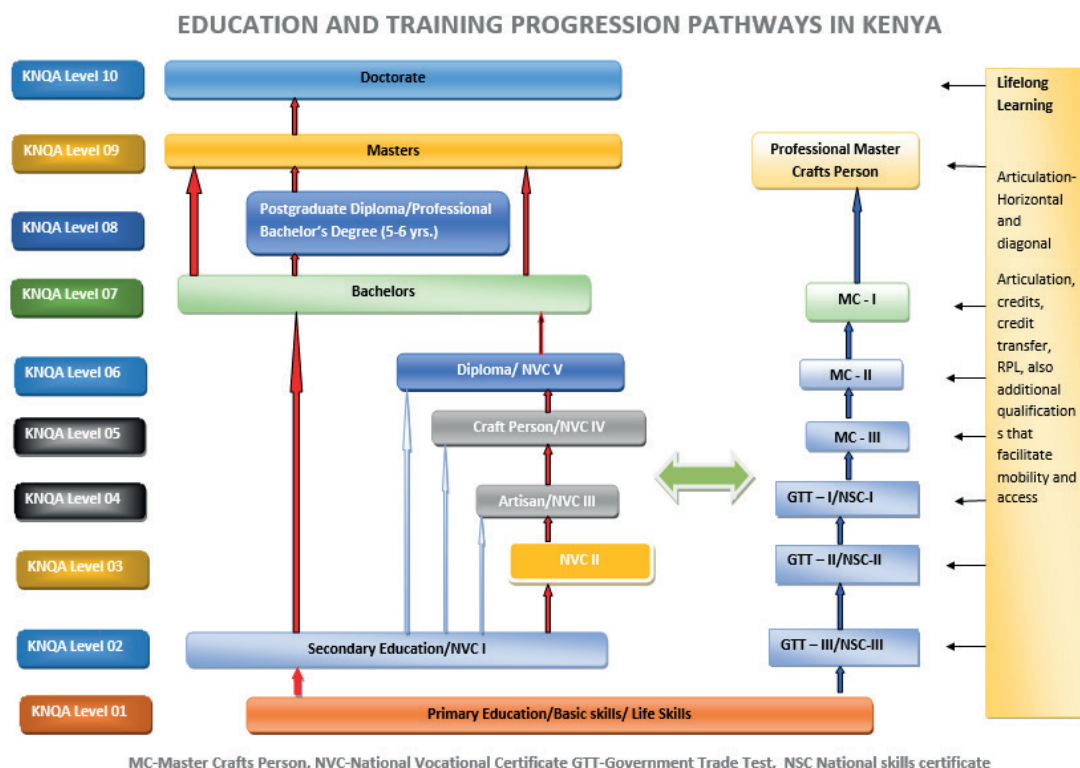 EDUCATION AND TRAINING PROGRESSION PATHWAYS IN KENYA
KNQA Level 10
Doctorate
KNQA Level 09
Masters
Professional Master
Crafts Person
KNQA Level 08
Postgraduate Diploma/Professional
Bachelor's Degree (5-6 yrs.)
KNQA Level 07
Bachelors
MC - I
KNQA Level 06
Diploma/ NVC V
MC - II
KNQA Level 05
Craft Person/NVC IV
MC - III
KNQA Level 04
Artisan/NVC III
GTT – I/NSC-I
KNQA Level 03
NVC II
GTT – II/NSC-II
KNQA Level 02
Secondary Education/NVC I
GTT – III/NSC-III
KNQA Level 01
Primary Education/Basic skills/ Life Skills
Lifelong
Learning
Articulation-
Horizontal
and
diagonal
Articulation,
credits,
credit
transfer,
RPL, also
additional
qualification
s that
facilitate
mobility and
access
MC-Master Crafts Person, NVC-National Vocational Certificate GTT-Government Trade Test, NSC National skills certificate